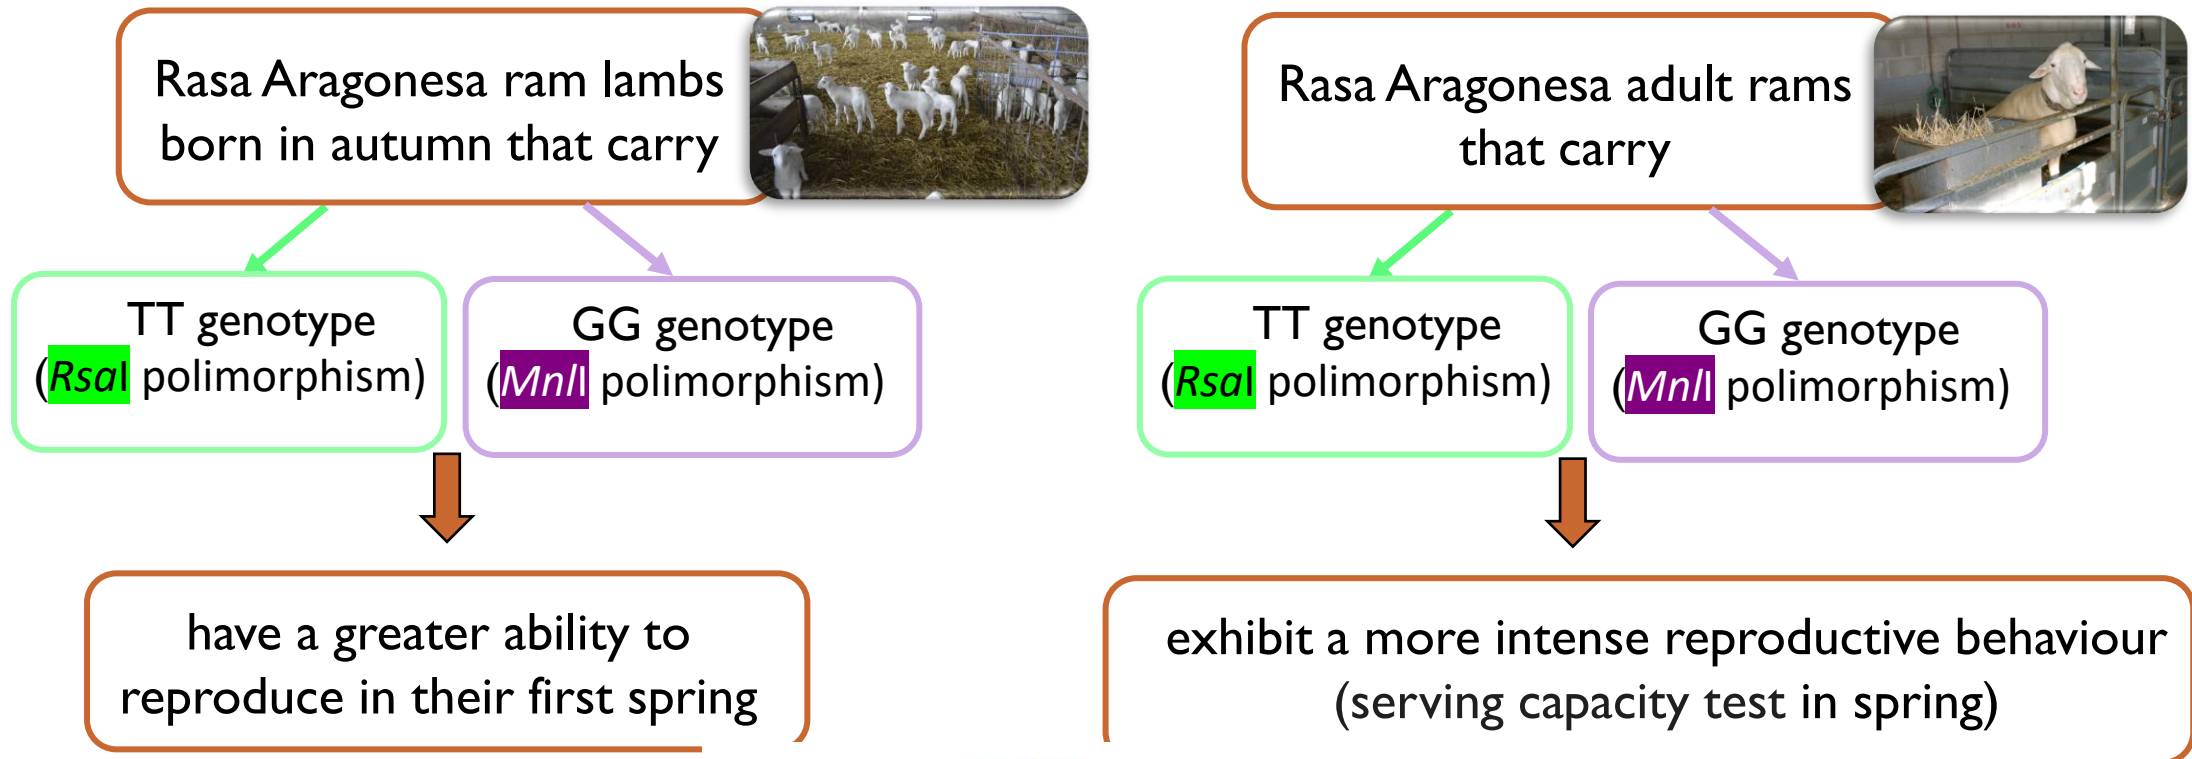 Rasa Aragonesa ram lambs
born in autumn that carry
TT genotype
(RsaI polimorphism)
GG genotype
(MnlI polimorphism)
have a greater ability to
reproduce in their first spring
Rasa Aragonesa adult rams
that carry
TT genotype
(RsaI polimorphism)
GG genotype
(MnlI polimorphism)
exhibit a more intense reproductive behaviour
(serving capacity test in spring)